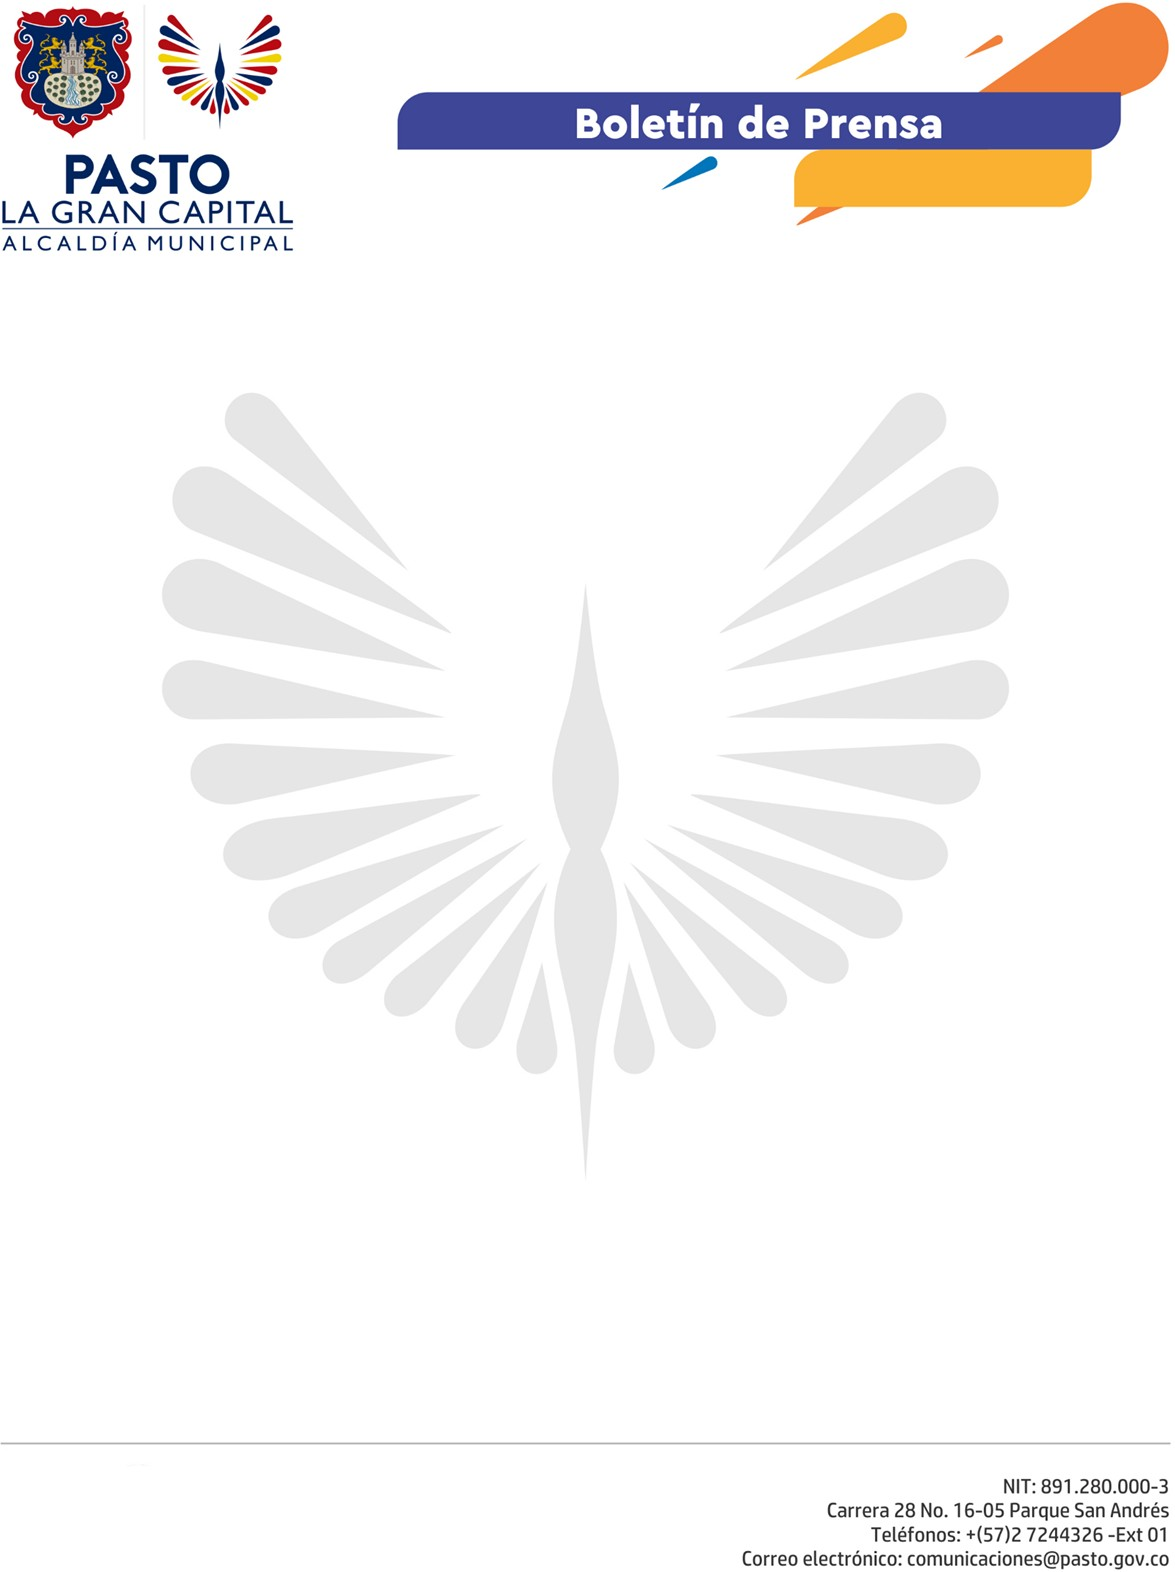 Boletín de Prensa
PASTO
LA GRAN CAPITAL
ALCALDÍA MUNICIPAL
NIT: 891.280.000-3
Carrera 28 No. 16-05 Parque San Andrés
Teléfonos: +(57)2 7244326 -Ext 01
Correo electrónico: comunicaciones@pasto.gov.co